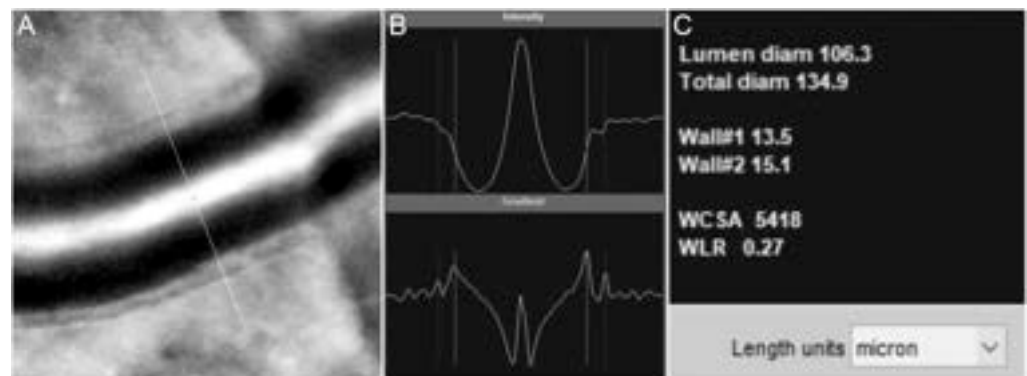 A
B
Intensity
Gradient
C
Lumen diam 106.3
Total diam 134.9
Wall#1 13.5
Wall#2 15.1
WCSA 5418
WLR 0.27
Length units micron